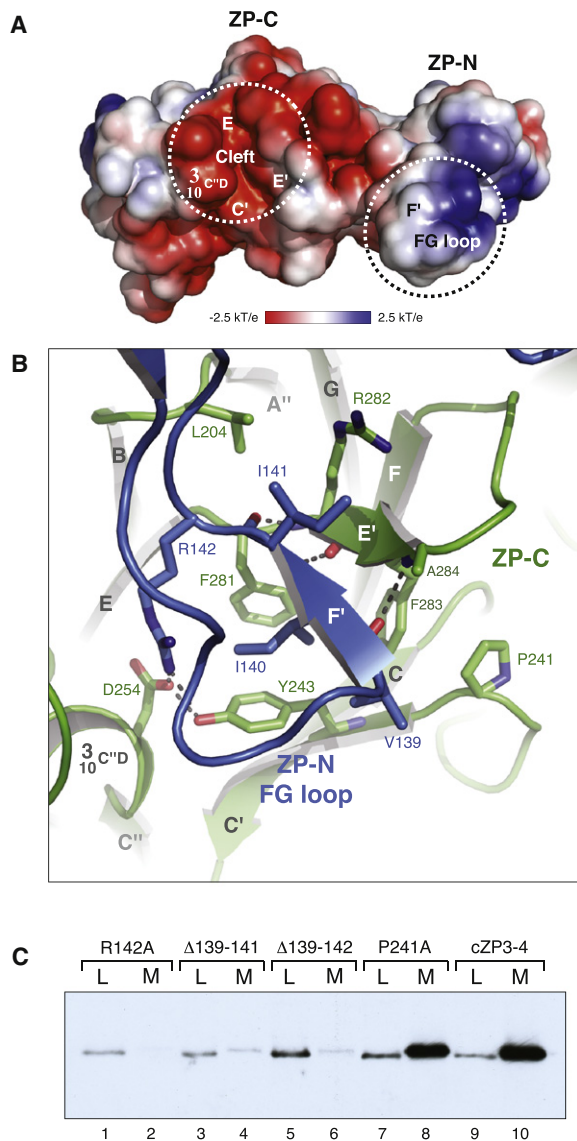 A
ZP-C
ZP-N
E
Cleft
E'
3
10 C"D
C'
F'
FG loop
-2.5 kT/e
2.5 kT/e
B
G
R282
A"
L204
B
F
I141
E'
R142
ZP-C
F281
A284
E
F'
F283
I140
P241
D254
Y243
C
3
10 C"D
V139
ZP-N
FG loop
C'
C"
C
R142A Δ139-141 Δ139-142 P241A cZP3-4
L M L M L M L M L M
1 2 3 4 5 6 7 8 9 10